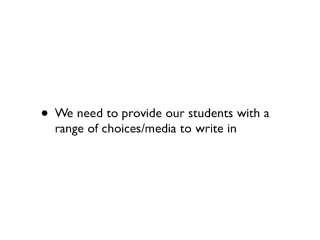 • We need to provide our students with a
range of choices/media to write in